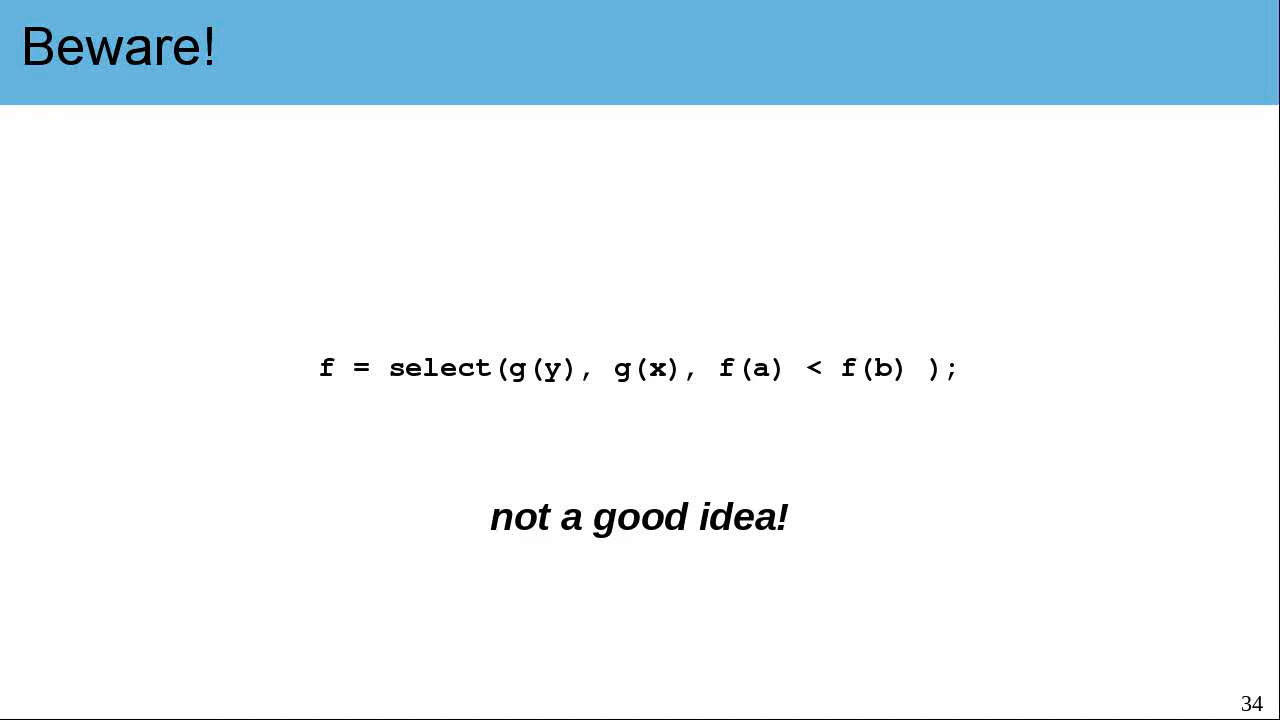 Beware!
f = select(g(y), g(x), f(a) < f(b) );
not a good idea!
34